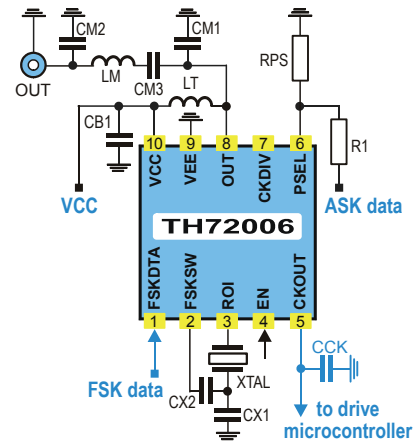 CM2
CM1
RPS
OUT
LM
CM3
LT
CB1
R1
10 9 8 7 6
VCC VEE OUT CKDIV PSEL
VCC
ASK data
TH72006
FSKDTA FSKSW ROI EN CKOUT
1 2 3 4 5
FSK data
XTAL
CCK
CX2
CX1
to drive
microcontroller